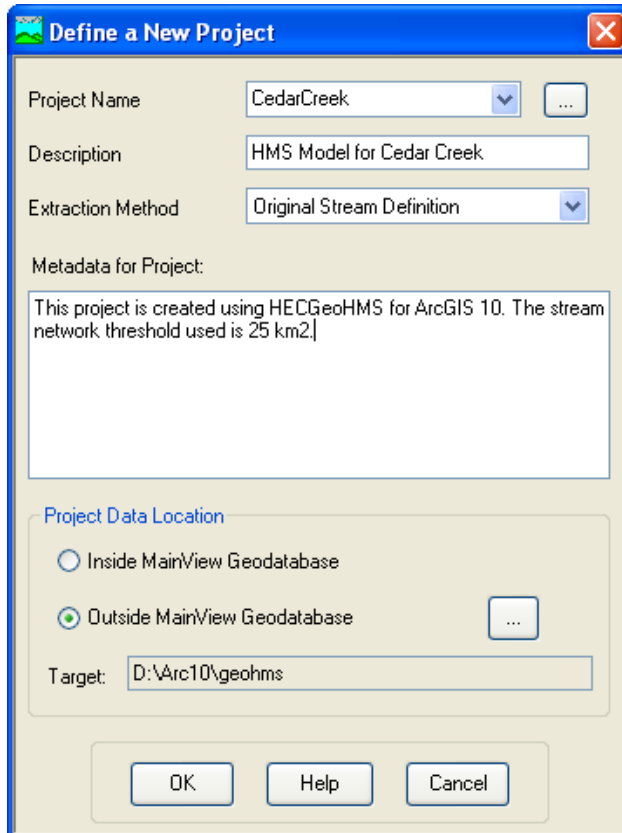 Define a New Project
Project Name
CedarCreek
...
Description
HMS Model for Cedar Creek
Extraction Method
Original Stream Definition
Metadata for Project:
This project is created using HECGeoHMS for ArcGIS 10. The stream
network threshold used is 25 km2.
Project Data Location
Inside MainView Geodatabase
Outside MainView Geodatabase
...
Target:
D:\Arc10\geohms
OK
Help
Cancel